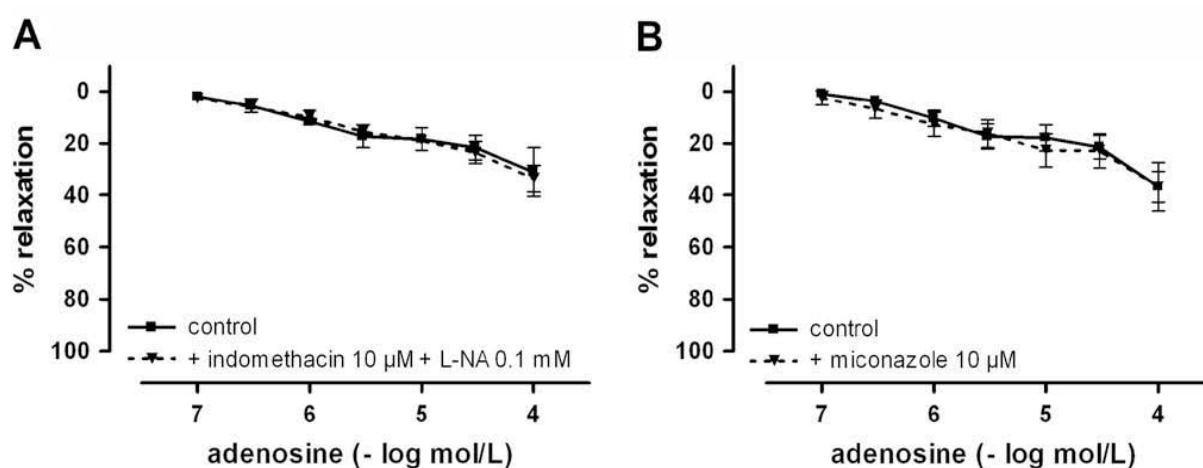 A
% relaxation
0
20
40
60
80
100
control
+ indomethacin 10 µM + L-NA 0.1 mM
7 6 5 4
adenosine (- log mol/L)
B
% relaxation
0
20
40
60
80
100
control
+ miconazole 10 µM
7 6 5 4
adenosine (- log mol/L)